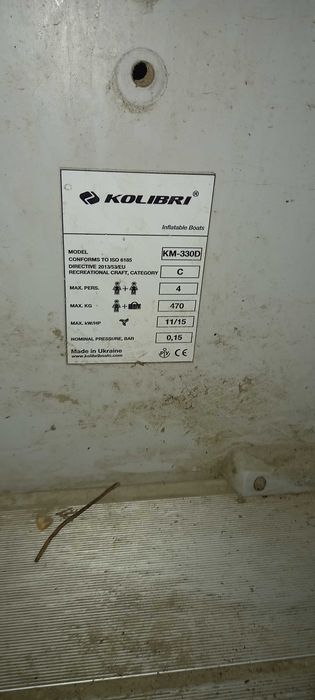 KOLIBRI®
Inflatable Boats
MODEL KM-330D
CONFORMS TO ISO 6185
DIRECTIVE 2013/53/EU
RECREATIONAL CRAFT, CATEGORY C
MAX. PERS. + 4
MAX. KG + 470
MAX. kW/HP 11/15
NOMINAL PRESSURE, BAR 0,15
Made in Ukraine
www.kolibriboats.com CE